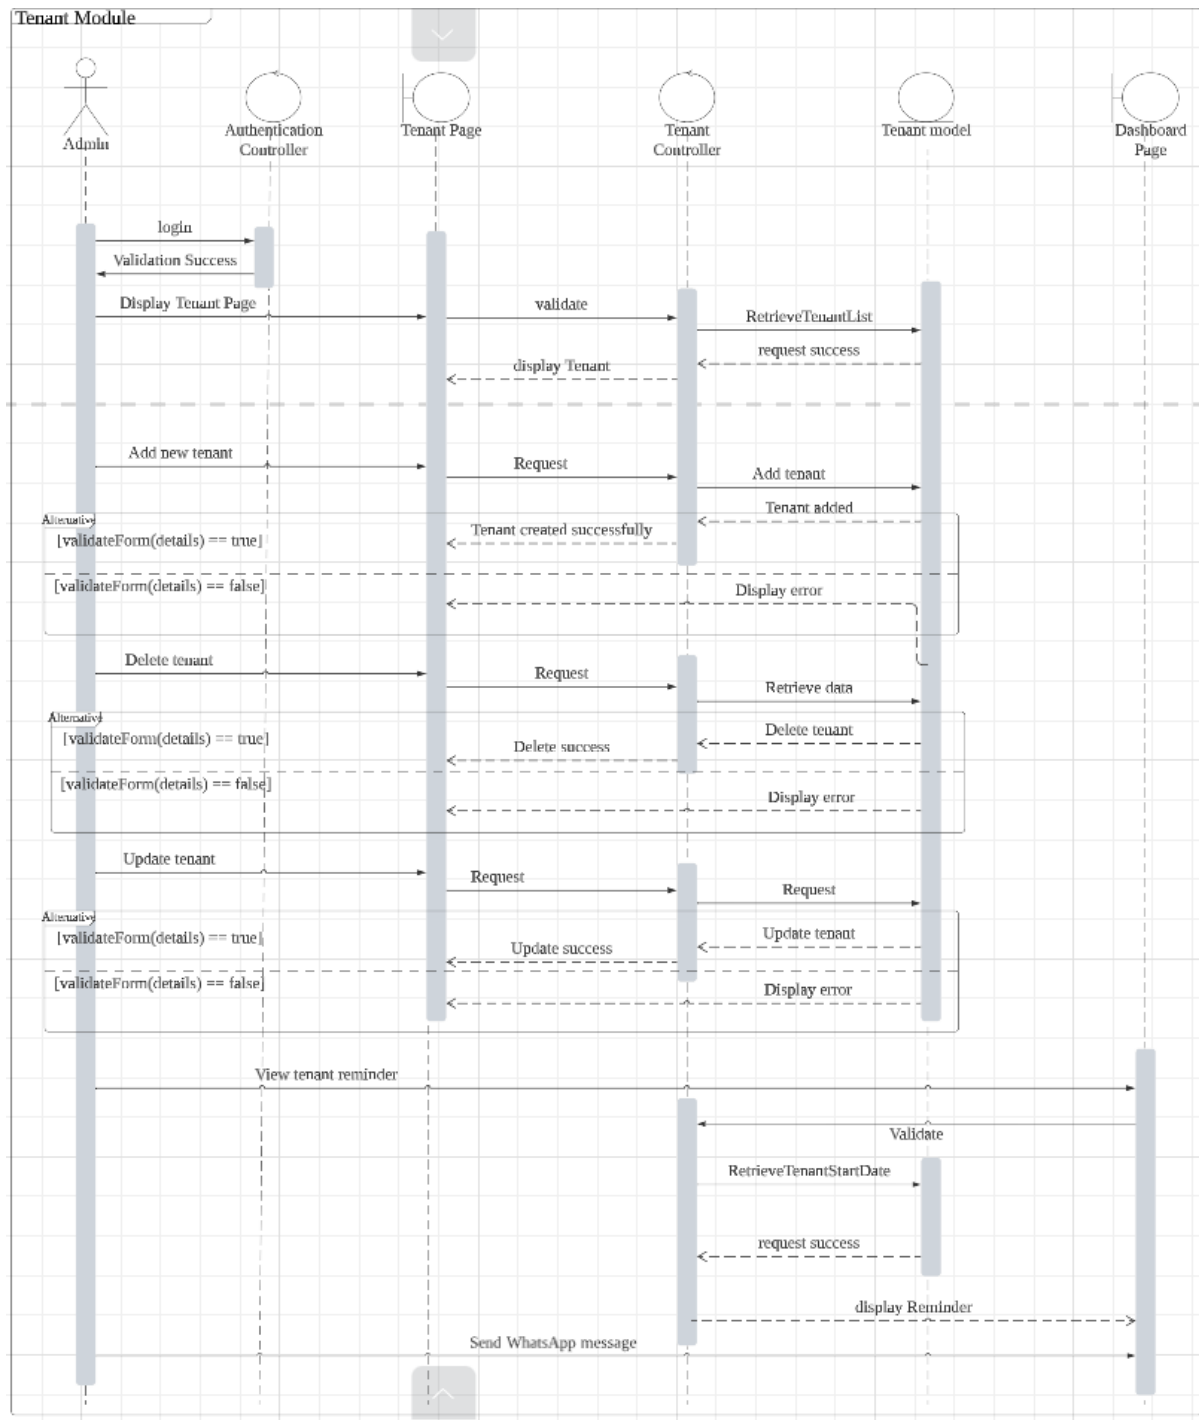 Tenant Module
Admin
Authentication
Controller
Tenant Page
Tenant
Controller
Tenant model
Dashboard
Page
login
Validation Success
Display Tenant Page
validate
RetrieveTenantList
request success
display Tenant
Add new tenant
Request
Add tenant
Tenant added
Alternative
Tenant created successfully
[validateForm(details) == true]
[validateForm(details) == false]
Display error
Delete tenant
Request
Retrieve data
Alternative
Delete tenant
[validateForm(details) == true]
Delete success
[validateForm(details) == false]
Display error
Update tenant
Request
Request
Alternative
Update tenant
[validateForm(details) == true]
Update success
[validateForm(details) == false]
Display error
View tenant reminder
Validate
RetrieveTenantStartDate
request success
display Reminder
Send WhatsApp message